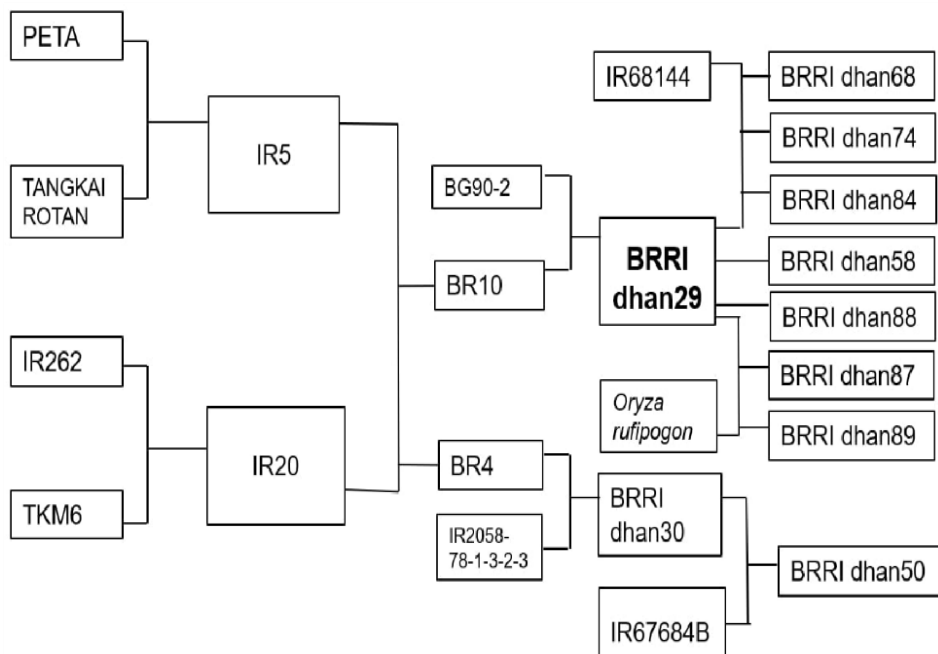 PETA
TANGKAI
ROTAN
IR262
TKM6
IR5
IR20
BG90-2
BR10
BR4
IR2058-
78-1-3-2-3
IR68144
BRRI
dhan29
Oryza
rufipogon
BRRI
dhan30
IR67684B
BRRI dhan68
BRRI dhan74
BRRI dhan84
BRRI dhan58
BRRI dhan88
BRRI dhan87
BRRI dhan89
BRRI dhan50